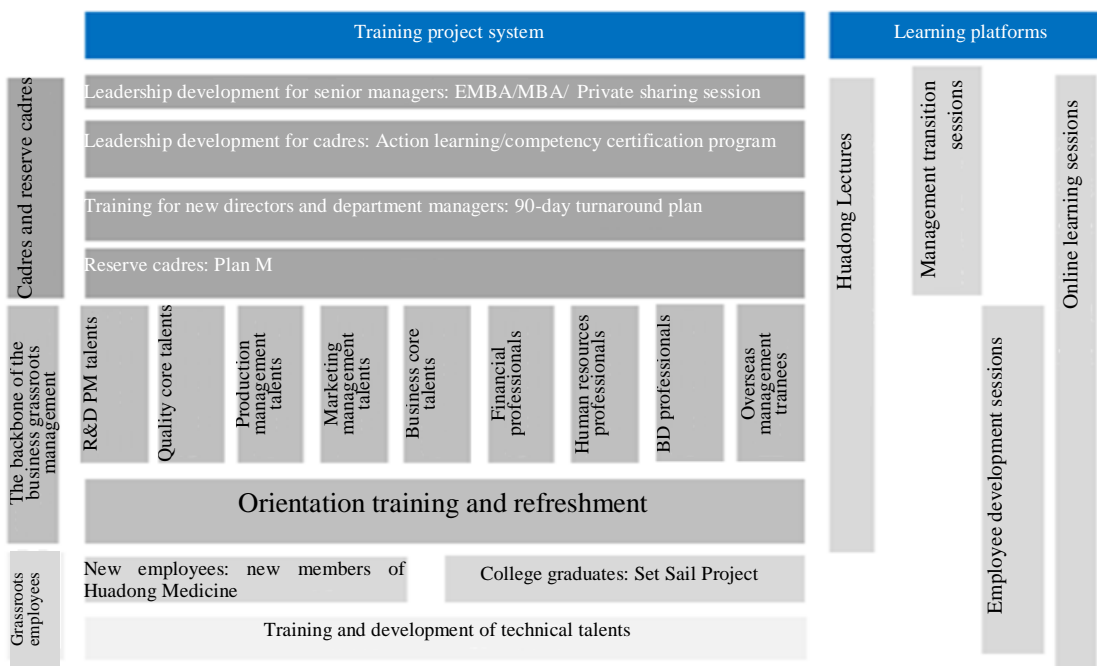 Training project system
Learning platforms
Cadres and reserve cadres
Leadership development for senior managers: EMBA/MBA/ Private sharing session
Leadership development for cadres: Action learning/competency certification program
Training for new directors and department managers: 90-day turnaround plan
Reserve cadres: Plan M
The backbone of the
business grassroots
management
R&D PM talents
Quality core talents
Production
management
talents
Marketing
management
talents
Business core
talents
Financial
professionals
Human resources
professionals
BD professionals
Overseas
management
trainees
Orientation training and refreshment
Grassroots
employees
New employees: new members of
Huadong Medicine
College graduates: Set Sail Project
Training and development of technical talents
Huadong Lectures
Management transition
sessions
Employee development sessions
Online learning sessions